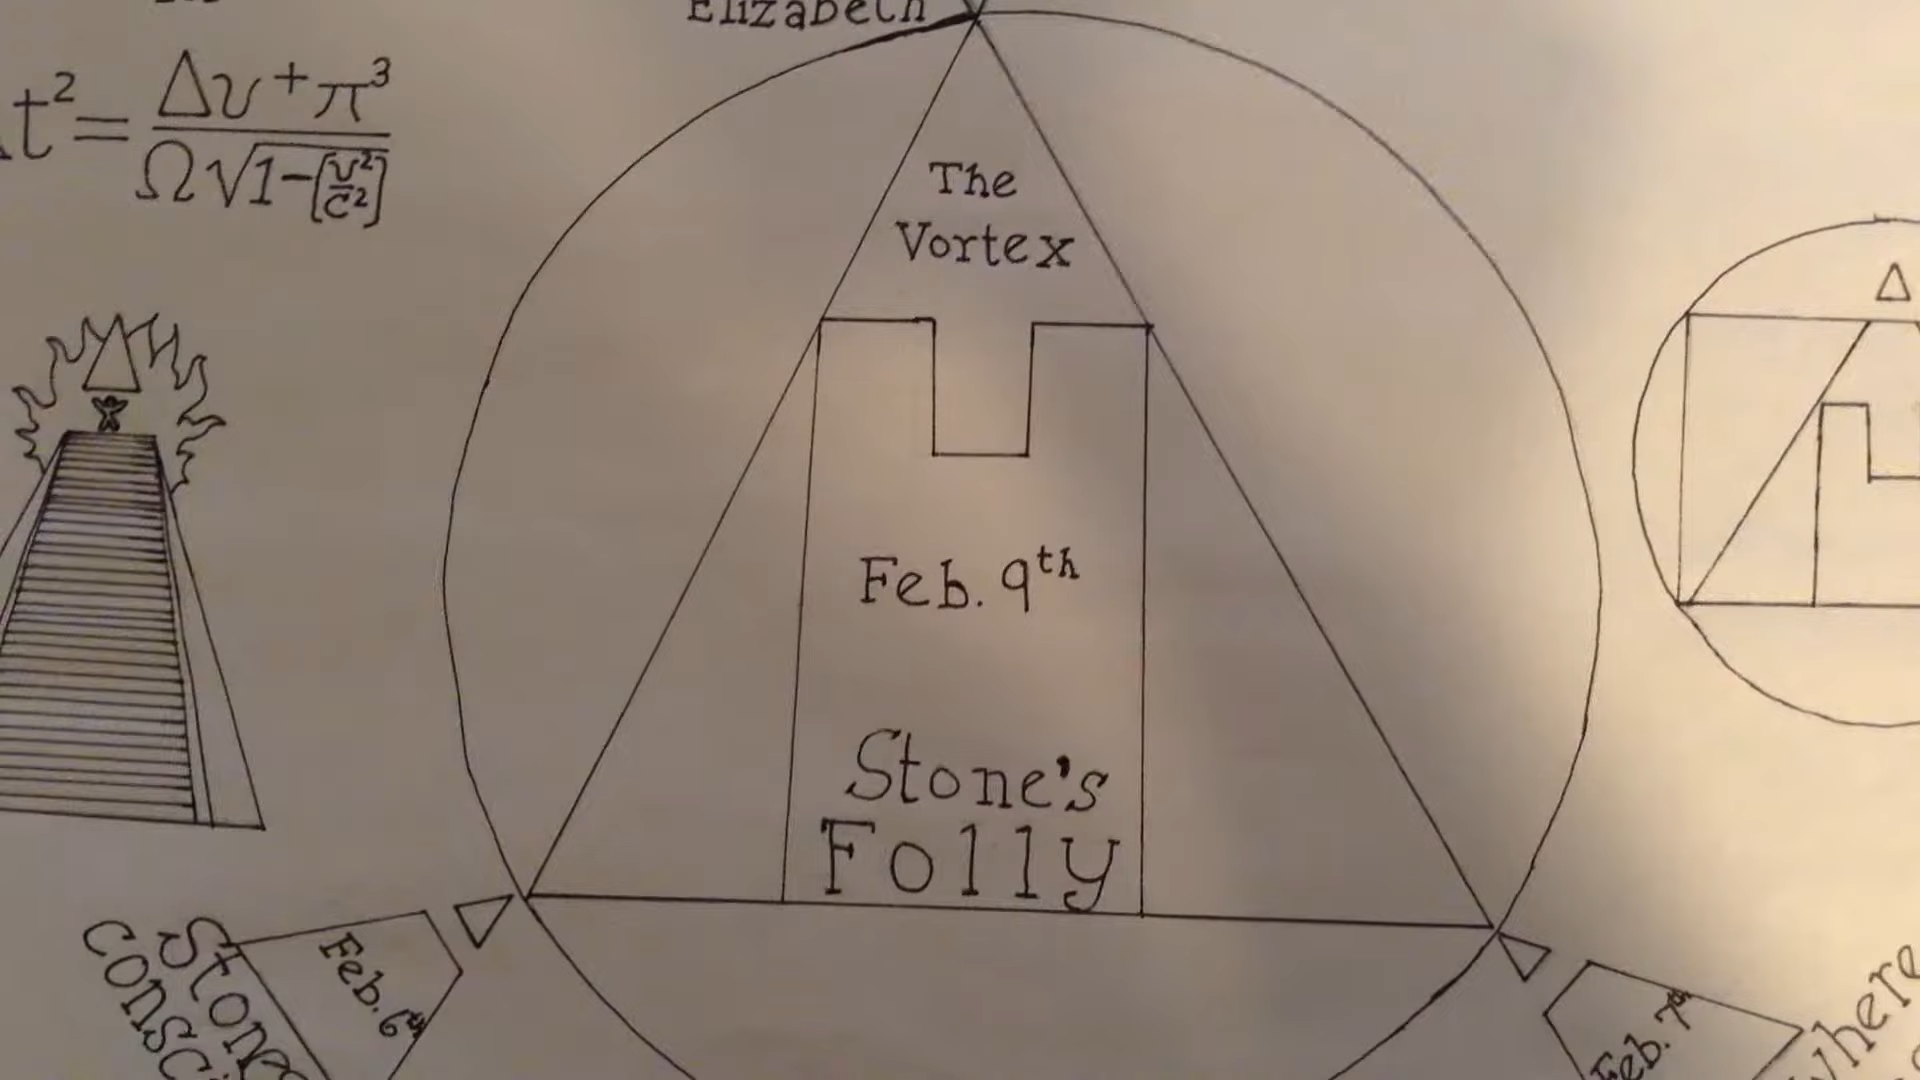 Elizabeth
t² = Δv + π³
Ω√1-[v²/c²]
The
Vortex
Δ
Feb. 9th
Stone's
Folly
Feb. 6th
Feb. 7th